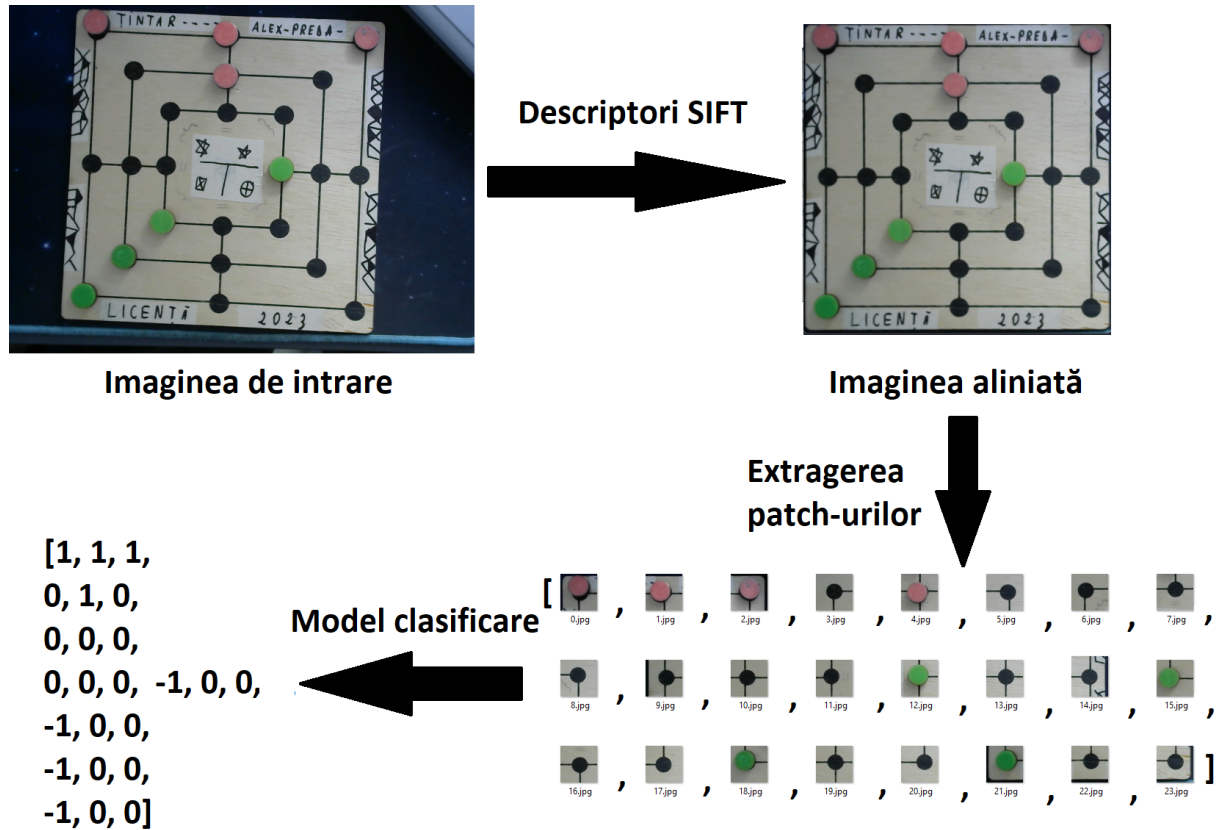 TINTAR ---- ALEX-PREDA-
LICENȚĂ 2023
Imaginea de intrare
Descriptori SIFT
TINTAR ---- ALEX-PREDA-
LICENȚĂ 2023
Imaginea aliniată
Extragerea
patch-urilor
[ , , , , , , , ,
0.jpg 1.jpg 2.jpg 3.jpg 4.jpg 5.jpg 6.jpg 7.jpg
, , , , , , , ,
8.jpg 9.jpg 10.jpg 11.jpg 12.jpg 13.jpg 14.jpg 15.jpg
, , , , , , , ]
16.jpg 17.jpg 18.jpg 19.jpg 20.jpg 21.jpg 22.jpg 23.jpg
Model clasificare
[1, 1, 1,
0, 1, 0,
0, 0, 0,
0, 0, 0, -1, 0, 0,
-1, 0, 0,
-1, 0, 0,
-1, 0, 0]